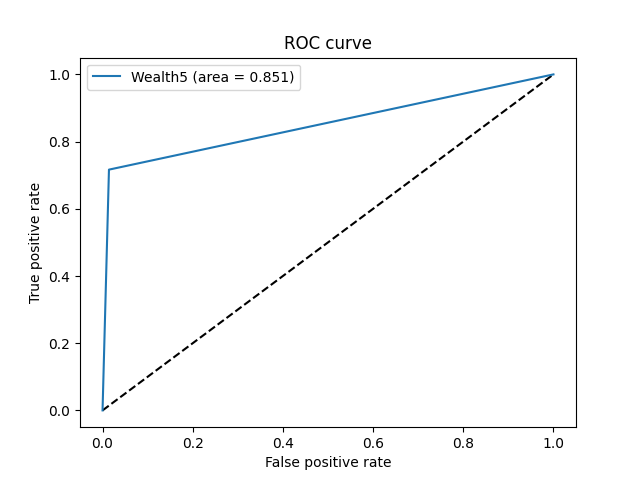 ROC curve
Wealth5 (area = 0.851)
1.0
0.8
0.6
0.4
0.2
0.0
True positive rate
0.0 0.2 0.4 0.6 0.8 1.0
False positive rate